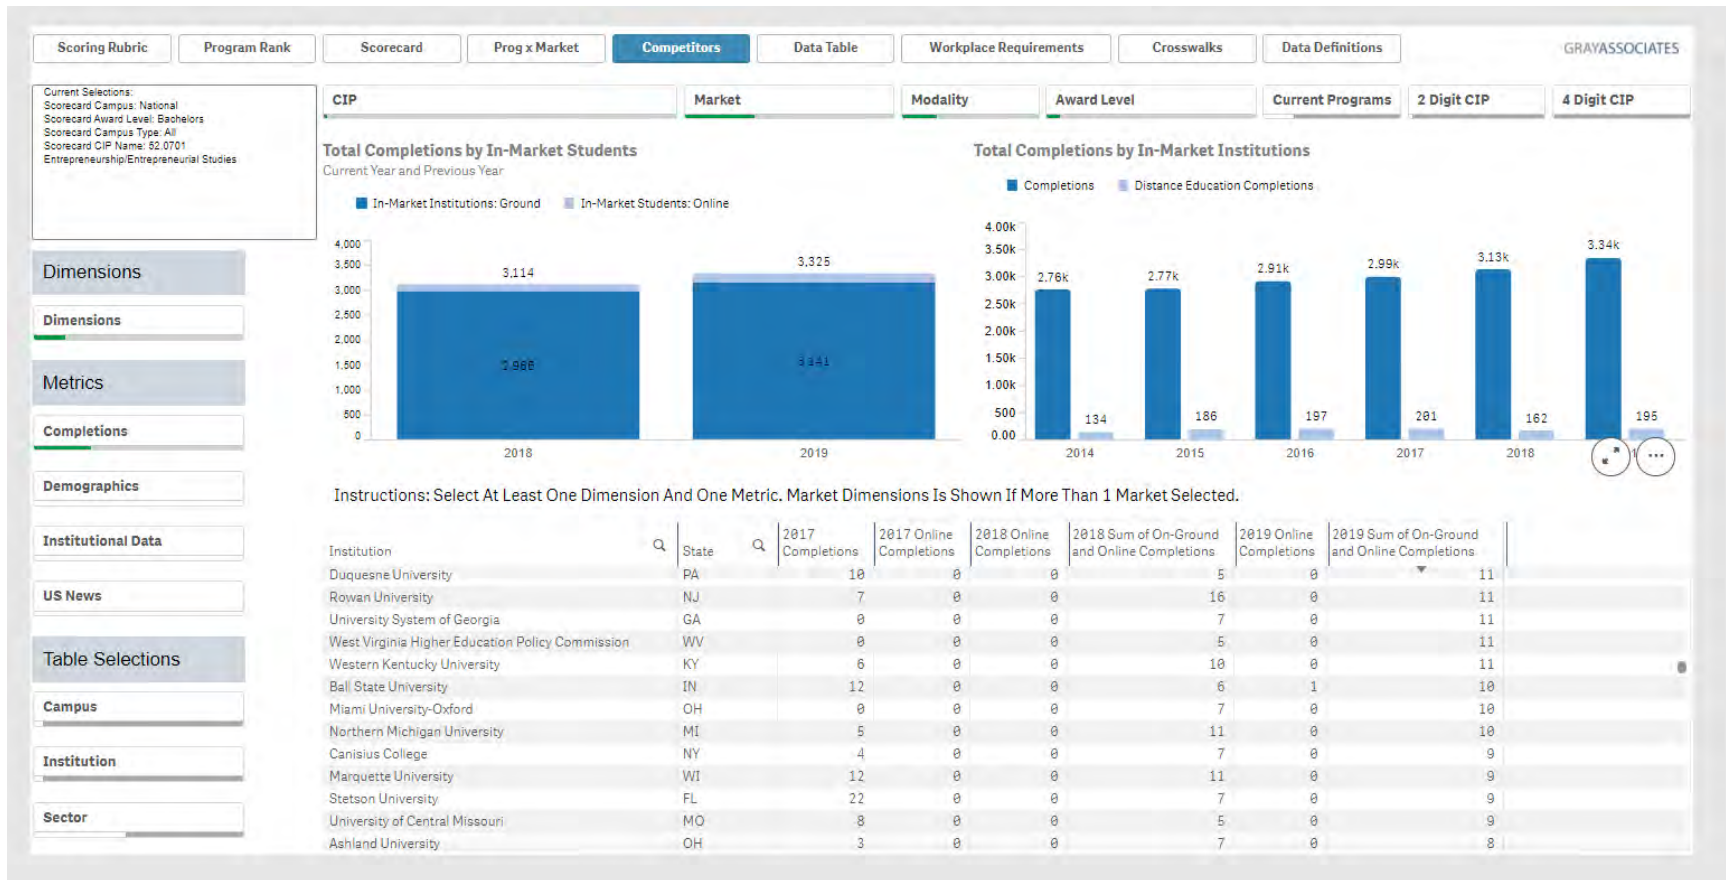 Scoring Rubric Program Rank Scorecard Prog x Market Competitors Data Table Workplace Requirements Crosswalks Data Definitions GRAYASSOCIATES
Current Selections:
Scorecard Campus: National
Scorecard Award Level: Bachelors
Scorecard Campus Type: All
Scorecard CIP Name: 52.0701
Entrepreneurship/Entrepreneurial Studies
CIP Market Modality Award Level Current Programs 2 Digit CIP 4 Digit CIP
Dimensions
Dimensions
Metrics
Completions
Demographics
Institutional Data
US News
Table Selections
Campus
Institution
Sector
Total Completions by In-Market Students
Current Year and Previous Year
In-Market Institutions: Ground In-Market Students: Online
4,000
3,500
3,000
2,500
2,000
1,500
1,000
500
0
3,114 3,325
2018 2019
Total Completions by In-Market Institutions
Completions Distance Education Completions
4.00k
3.50k
3.00k
2.50k
2.00k
1.50k
1.00k
500
0.00
2.76k 2.77k 2.91k 2.99k 3.13k 3.34k
134 186 197 201 162 195
2014 2015 2016 2017 2018
Instructions: Select At Least One Dimension And One Metric. Market Dimensions Is Shown If More Than 1 Market Selected.
Institution State 2017 Completions 2017 Online Completions 2018 Online Completions 2018 Sum of On-Ground and Online Completions 2019 Online Completions 2019 Sum of On-Ground and Online Completions
Duquesne University PA 10 0 0 5 0 11
Rowan University NJ 7 0 0 16 0 11
University System of Georgia GA 0 0 0 7 0 11
West Virginia Higher Education Policy Commission WV 0 0 0 5 0 11
Western Kentucky University KY 6 0 0 10 0 11
Ball State University IN 12 0 0 6 1 10
Miami University-Oxford OH 0 0 0 7 0 10
Northern Michigan University MI 5 0 0 11 0 10
Canisius College NY 4 0 0 7 0 9
Marquette University WI 12 0 0 11 0 9
Stetson University FL 22 0 0 7 0 9
University of Central Missouri MO 8 0 0 5 0 9
Ashland University OH 3 0 0 7 0 8